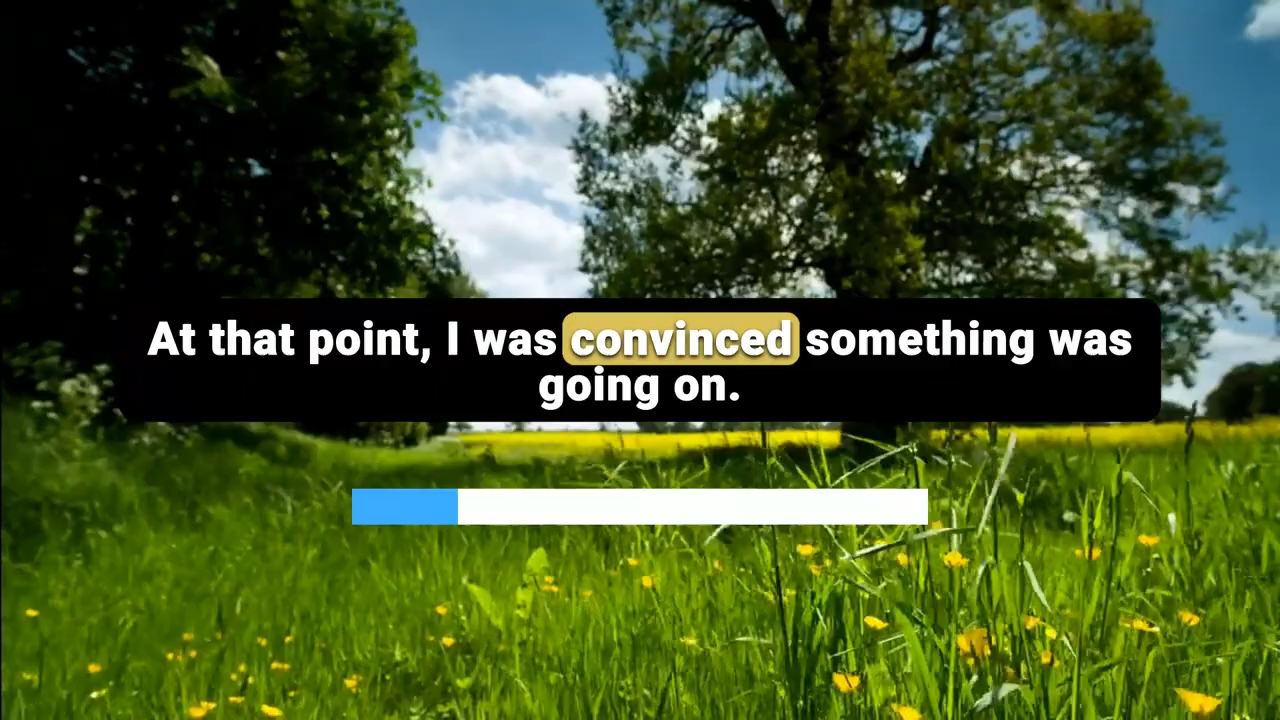 At that point, I was convinced something was
going on.